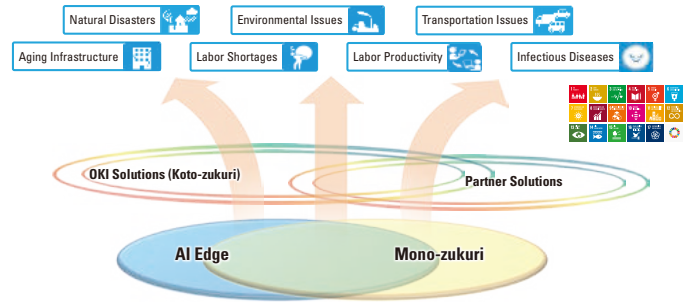 Natural Disasters
Environmental Issues
Transportation Issues
Aging Infrastructure
Labor Shortages
Labor Productivity
Infectious Diseases
OKI Solutions (Koto-zukuri)
Partner Solutions
AI Edge
Mono-zukuri